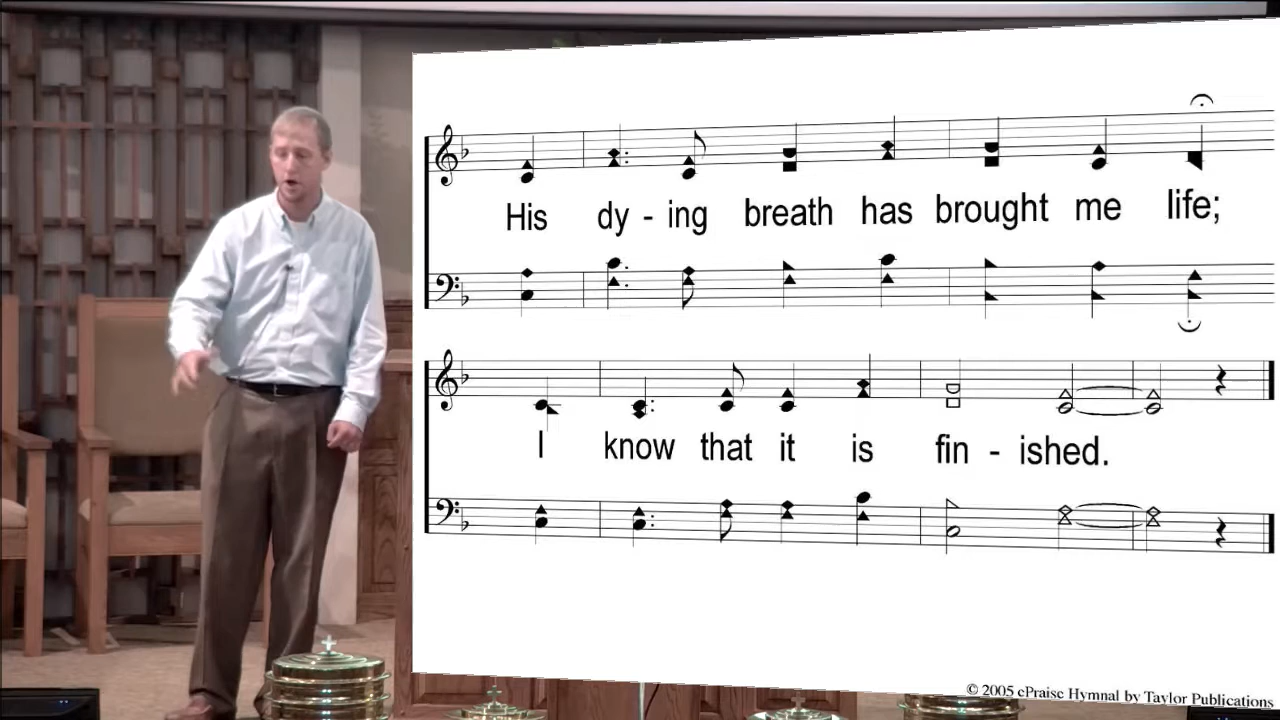 His dy - ing breath has brought me life;
I know that it is fin - ished.
© 2005 ePraise Hymnal by Taylor Publications